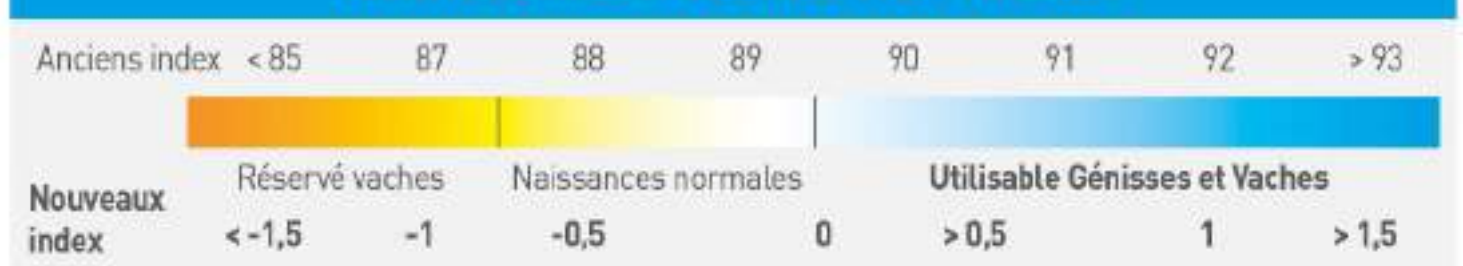 Anciens index < 85 87 88 89 90 91 92 > 93
Réservé vaches Naissances normales Utilisable Génisses et Vaches
Nouveaux
index < -1,5 -1 -0,5 0 > 0,5 1 > 1,5